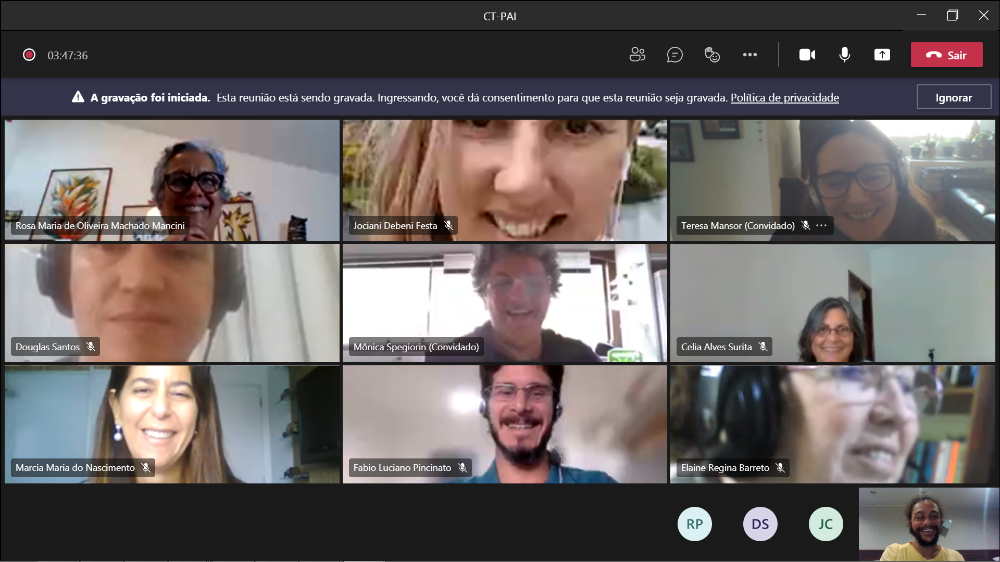 CT-PAI
03:47:36
Sair
A gravação foi iniciada. Esta reunião está sendo gravada. Ingressando, você dá consentimento para que esta reunião seja gravada. Política de privacidade
Ignorar
Rosa Maria de Oliveira Machado Mancini
Jociani Debeni Festa
Teresa Mansor (Convidado)
Douglas Santos
Mônica Spegiorin (Convidado)
Celia Alves Surita
Marcia Maria do Nascimento
Fabio Luciano Pincinato
Elaine Regina Barreto
RP
DS
JC